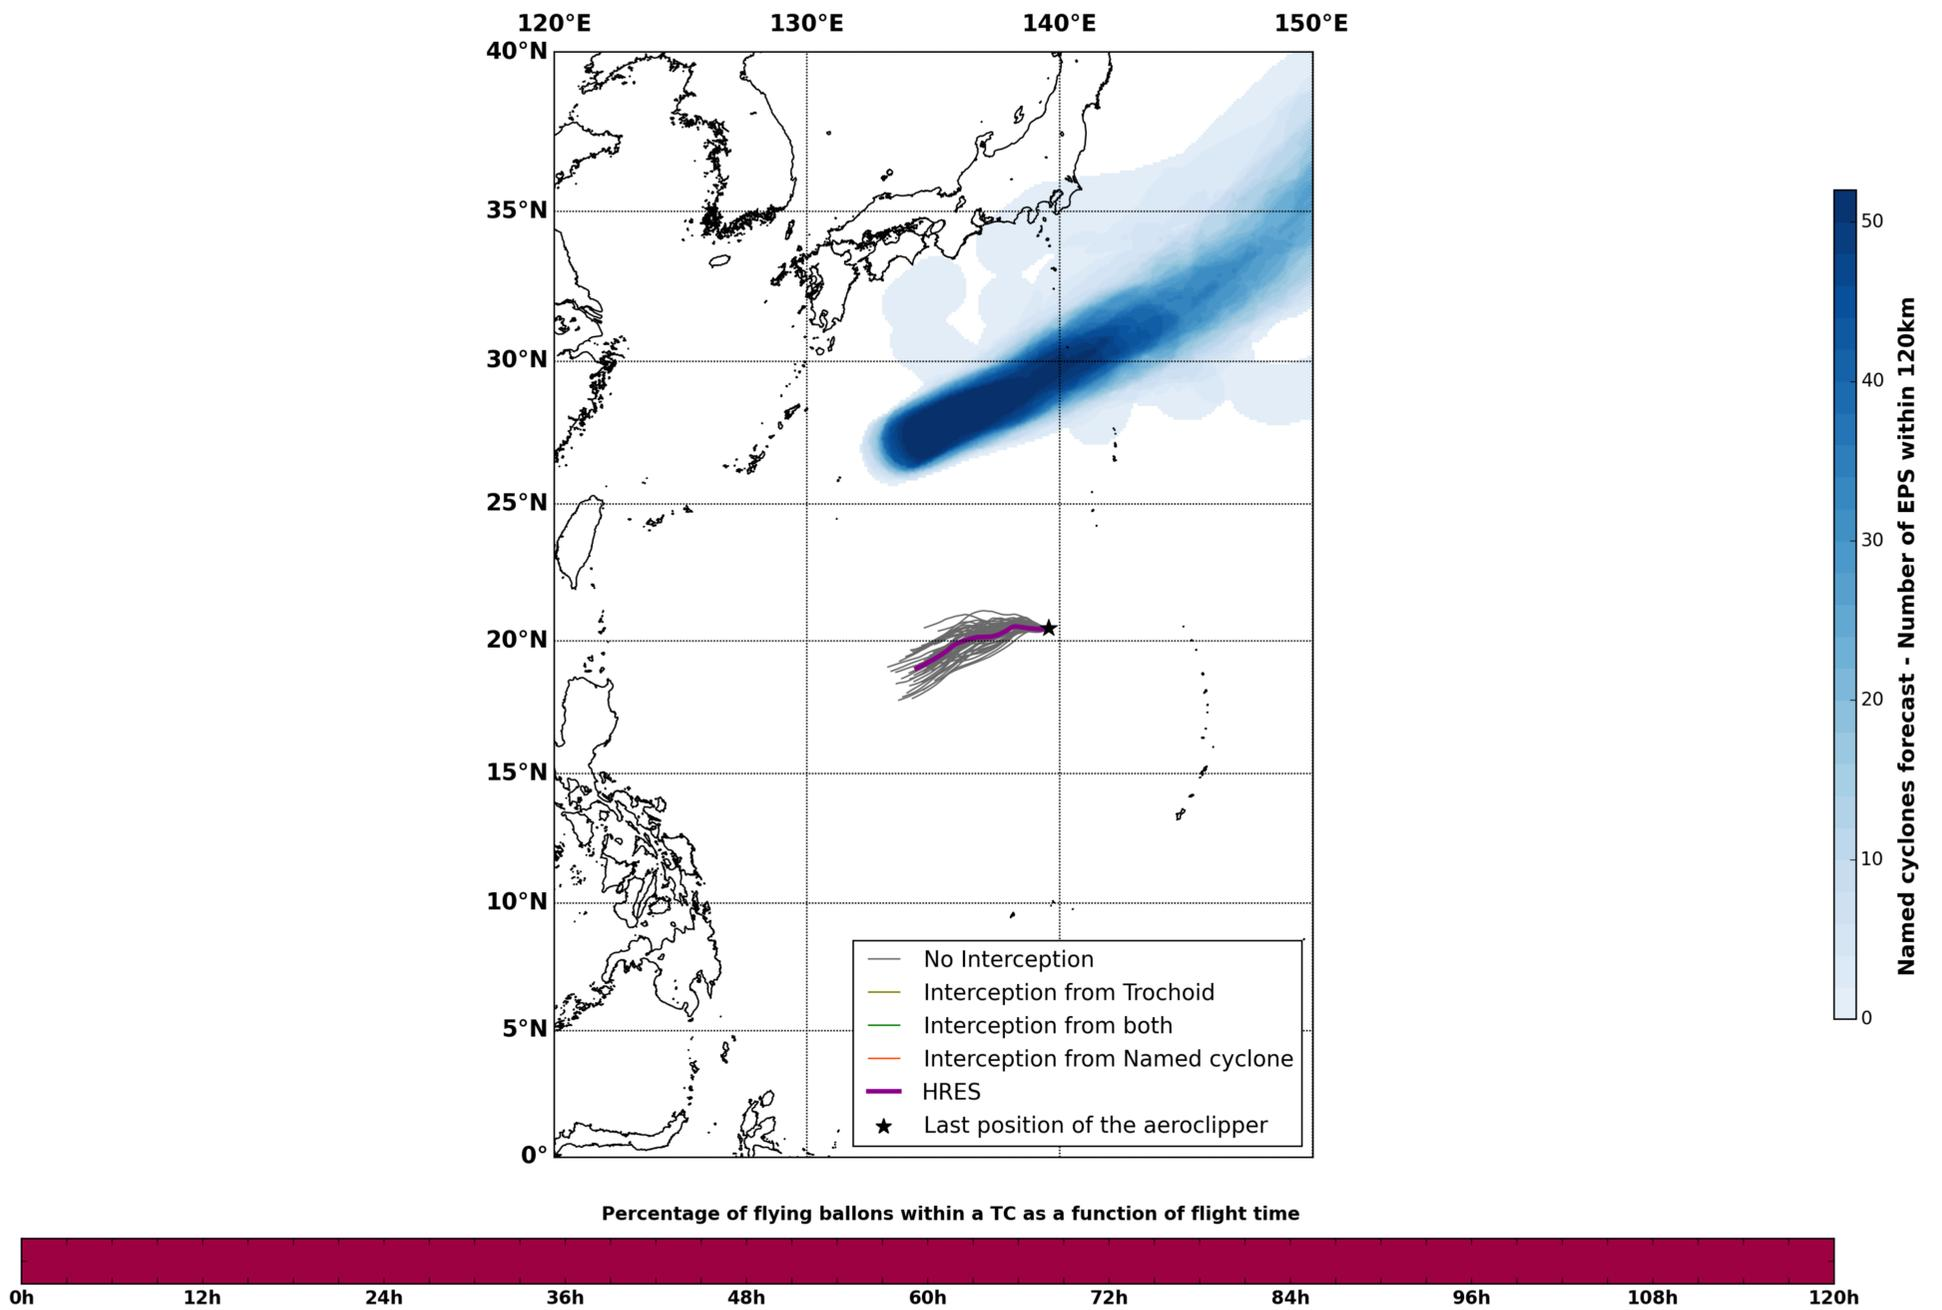 120°E 130°E 140°E 150°E
40°N
35°N
30°N
25°N
20°N
15°N
10°N
5°N
0°
No Interception
Interception from Trochoid
Interception from both
Interception from Named cyclone
HRES
Last position of the aeroclipper
50
40
30
20
10
0
Named cyclones forecast - Number of EPS within 120km
Percentage of flying ballons within a TC as a function of flight time
0h 12h 24h 36h 48h 60h 72h 84h 96h 108h 120h